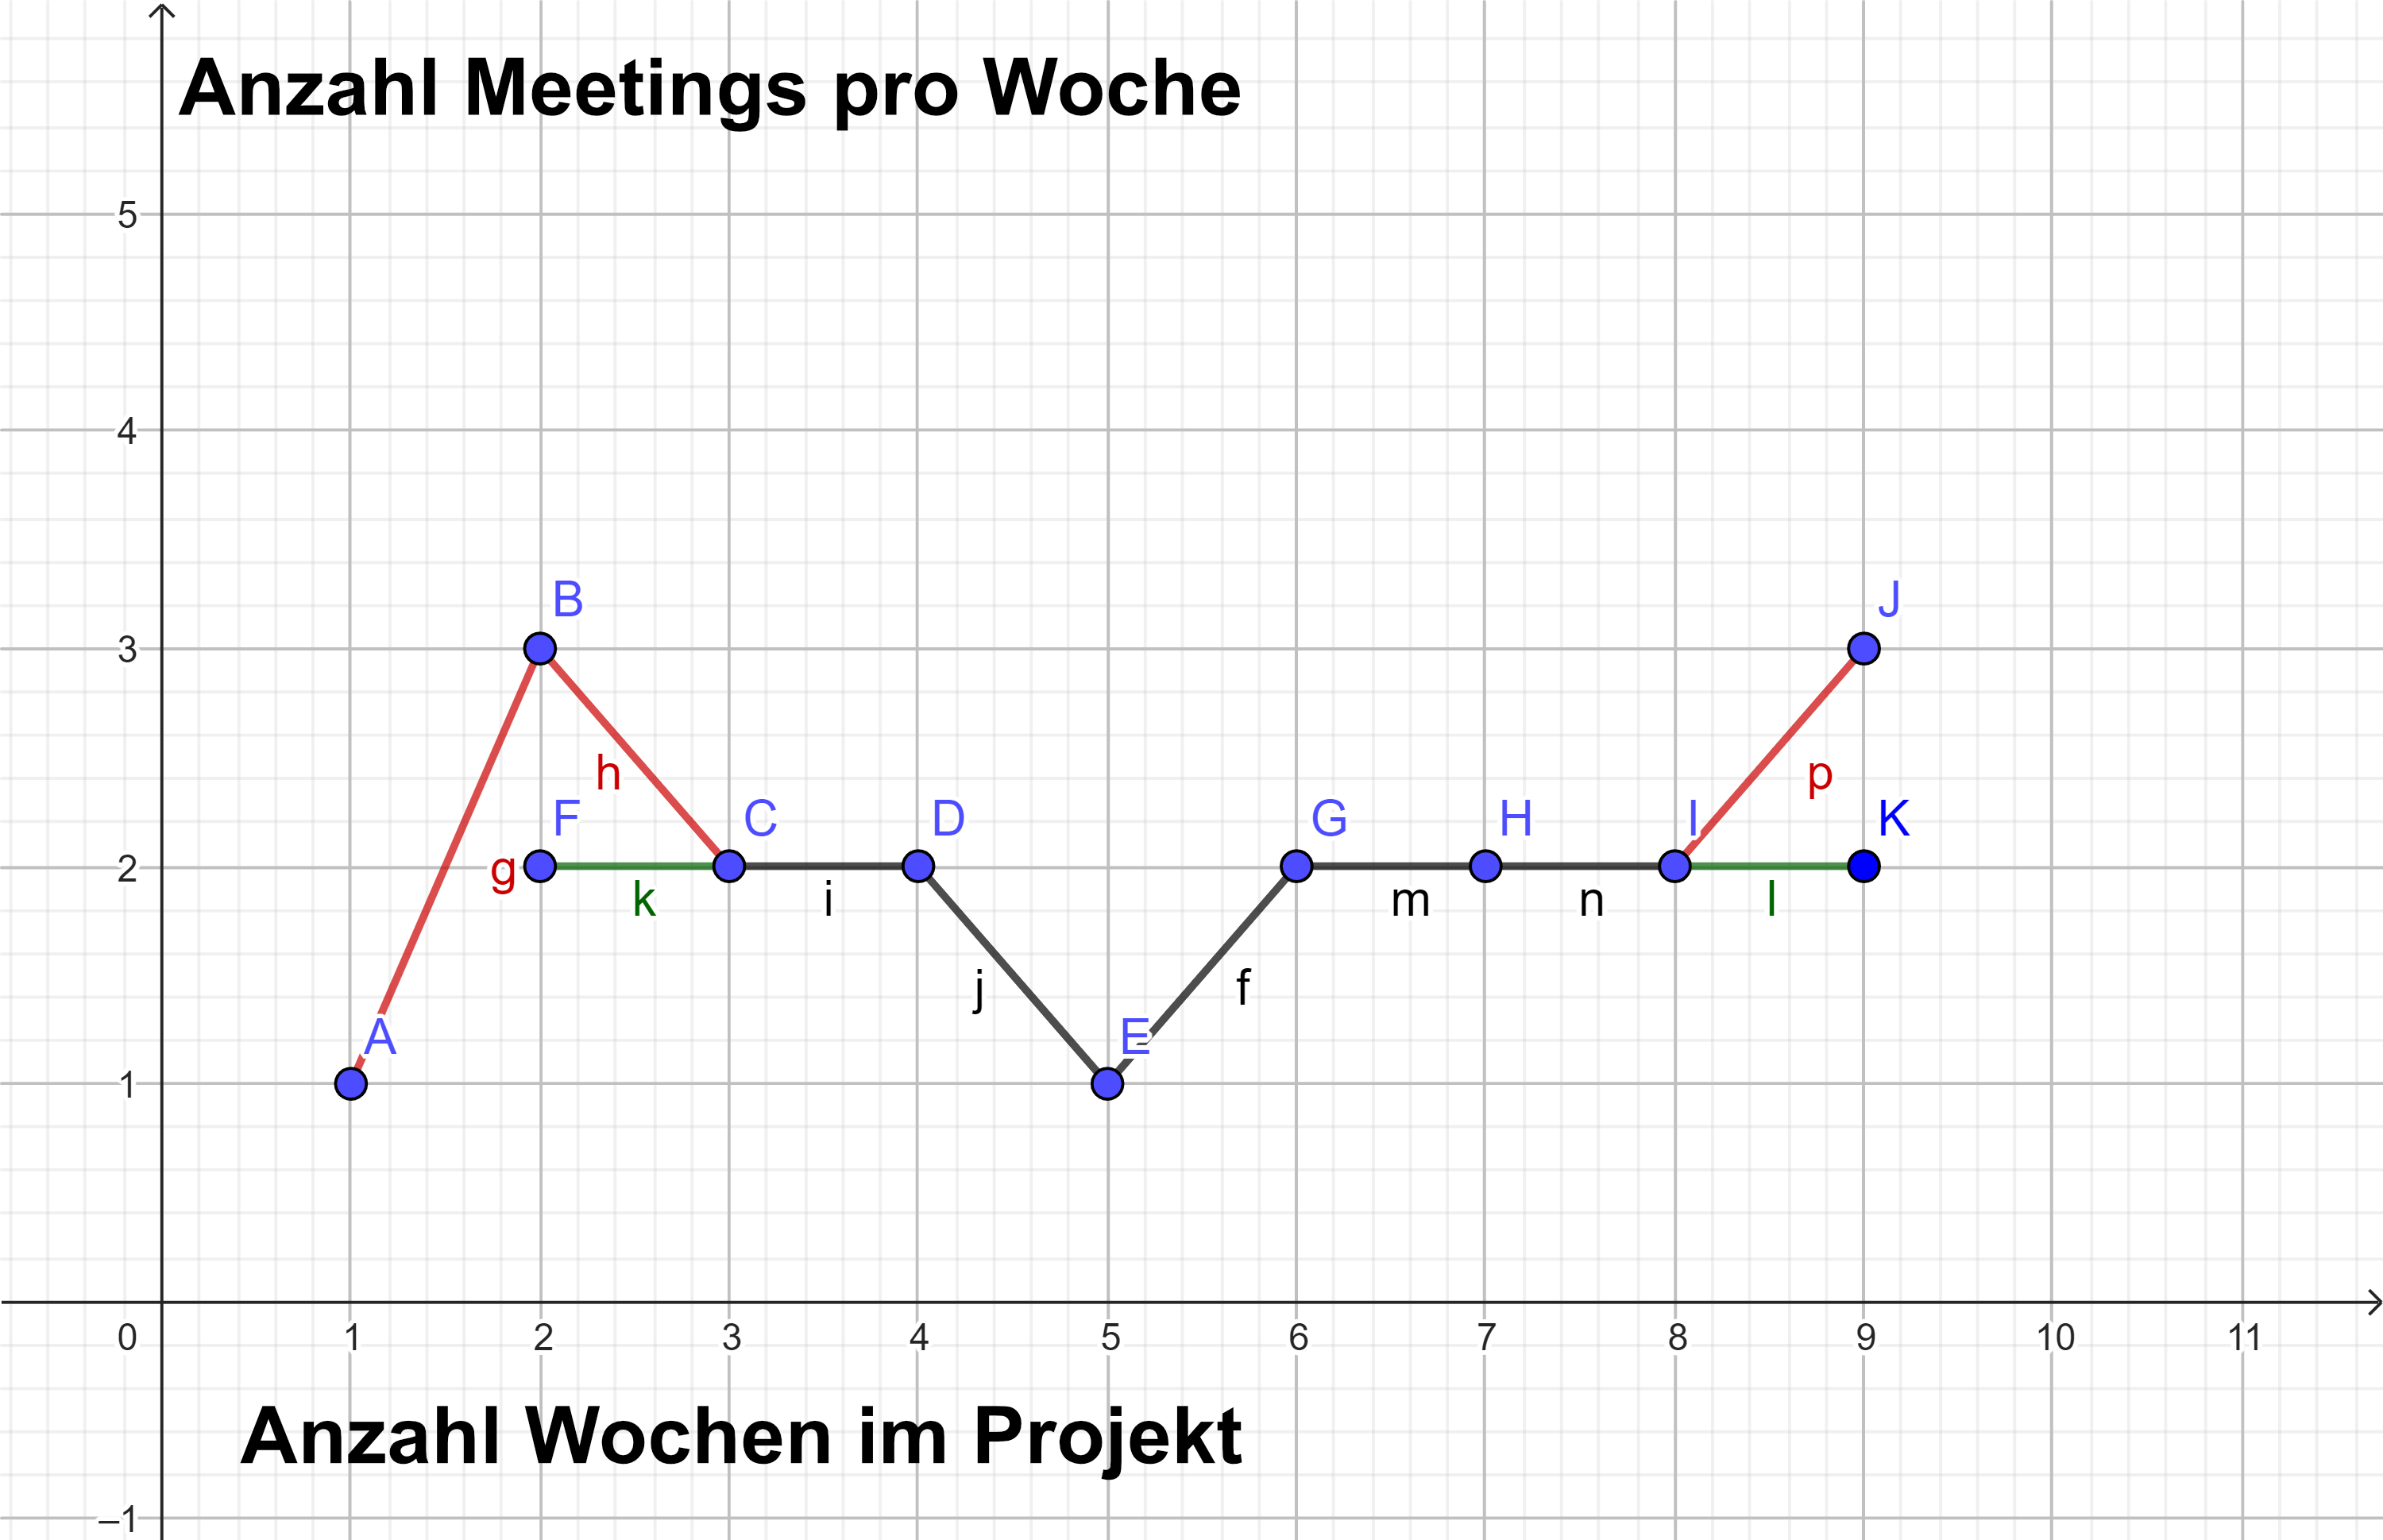 Anzahl Meetings pro Woche
5
4
B
J
3
h
p
F
C
D
G
H
I
K
2
g
k
i
m
n
l
j
f
A
E
1
0
1
2
3
4
5
6
7
8
9
10
11
Anzahl Wochen im Projekt
–1